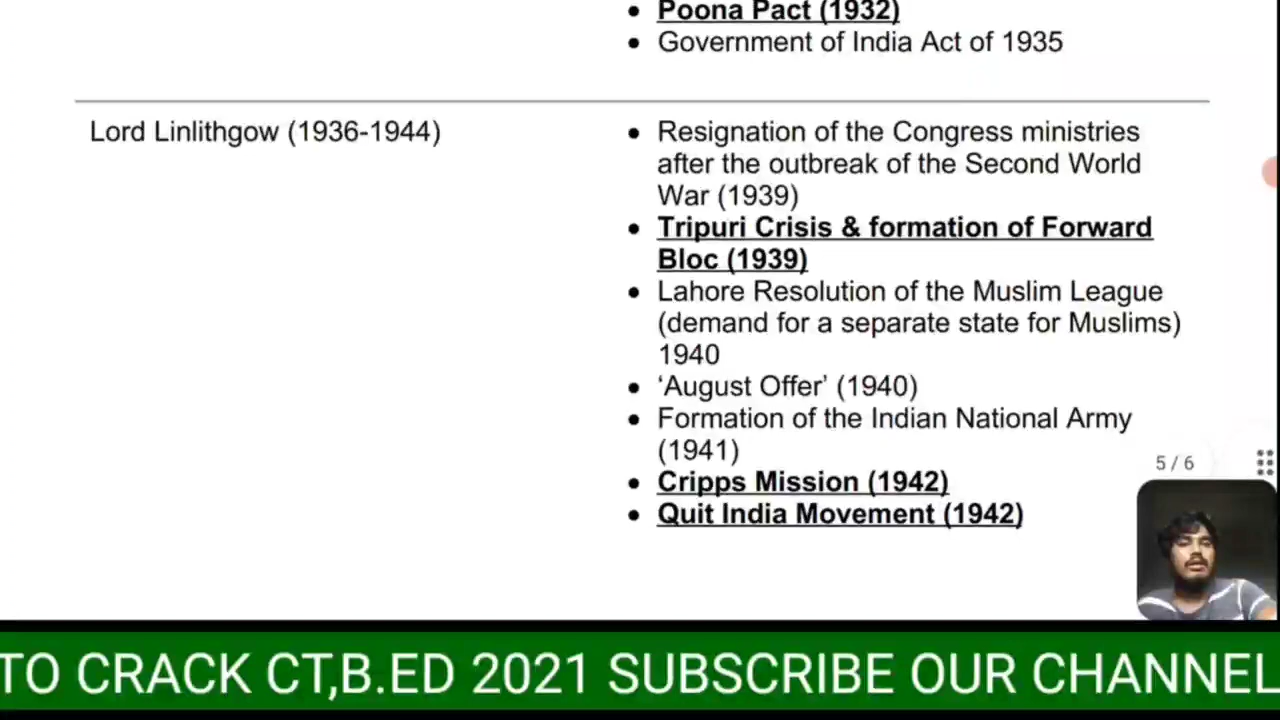 Poona Pact (1932)
Government of India Act of 1935
Lord Linlithgow (1936-1944)
Resignation of the Congress ministries
after the outbreak of the Second World
War (1939)
Tripuri Crisis & formation of Forward
Bloc (1939)
Lahore Resolution of the Muslim League
(demand for a separate state for Muslims)
1940
‘August Offer’ (1940)
Formation of the Indian National Army
(1941)
Cripps Mission (1942)
Quit India Movement (1942)
5 / 6
TO CRACK CT,B.ED 2021 SUBSCRIBE OUR CHANNEL